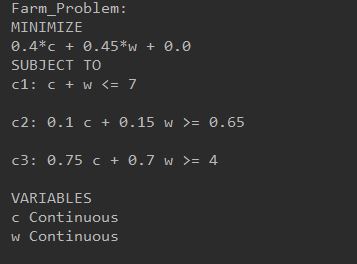 Farm_Problem:
MINIMIZE
0.4*c + 0.45*w + 0.0
SUBJECT TO
c1: c + w <= 7
c2: 0.1 c + 0.15 w >= 0.65
c3: 0.75 c + 0.7 w >= 4
VARIABLES
c Continuous
w Continuous